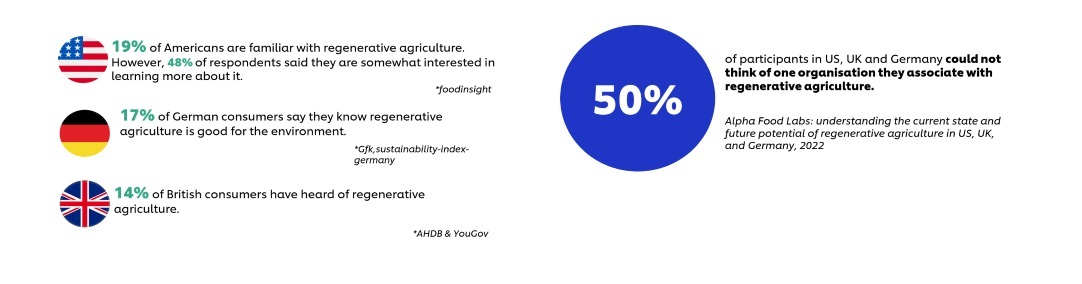 19% of Americans are familiar with regenerative agriculture.
However, 48% of respondents said they are somewhat interested in
learning more about it.
*foodinsight
17% of German consumers say they know regenerative
agriculture is good for the environment.
*Gfk,sustainability-index-
germany
14% of British consumers have heard of regenerative
agriculture.
*AHDB & YouGov
50%
of participants in US, UK and Germany could not
think of one organisation they associate with
regenerative agriculture.
Alpha Food Labs: understanding the current state and
future potential of regenerative agriculture in US, UK,
and Germany, 2022